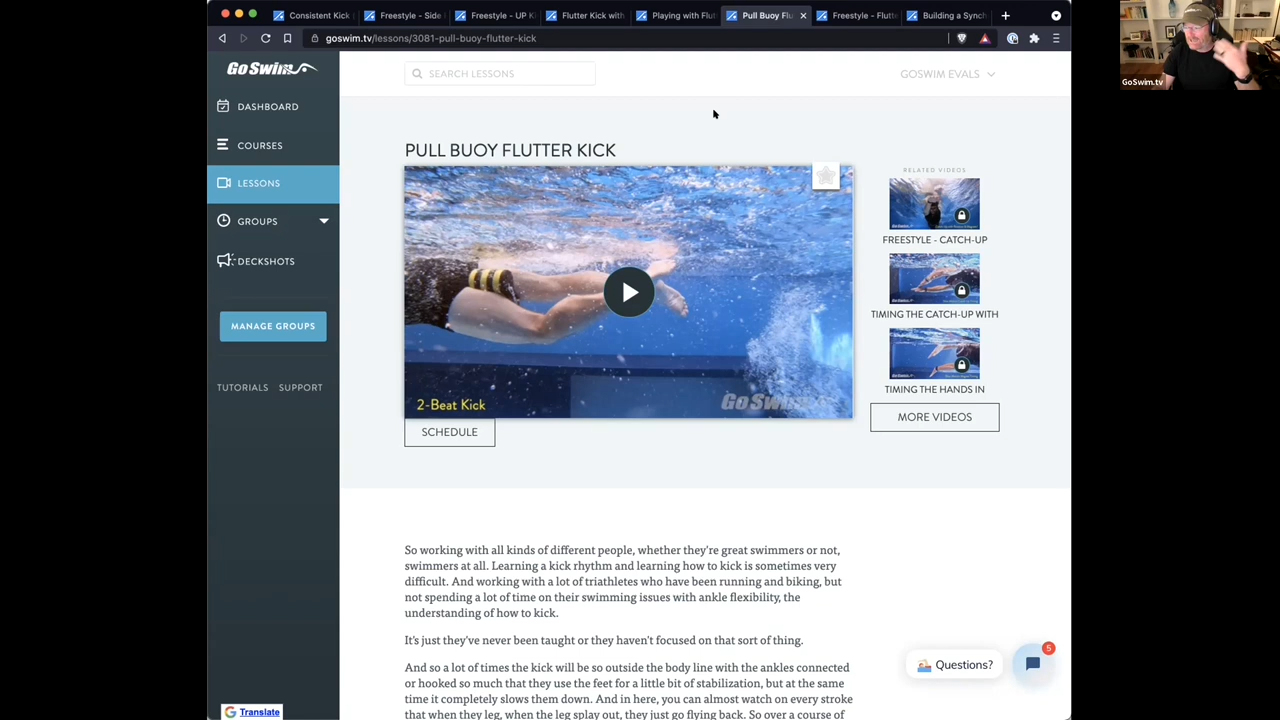 Consistent Kick
Freestyle - Side
Freestyle - UP Ki
Flutter Kick with
Playing with Flut
Pull Buoy Flu
Freestyle - Flutte
Building a Synch
goswim.tv/lessons/3081-pull-buoy-flutter-kick
GoSwim
SEARCH LESSONS
GOSWIM EVALS
GoSwim.tv
DASHBOARD
COURSES
LESSONS
GROUPS
DECKSHOTS
MANAGE GROUPS
TUTORIALS SUPPORT
PULL BUOY FLUTTER KICK
2-Beat Kick
GoSwim
SCHEDULE
RELATED VIDEOS
FREESTYLE - CATCH-UP
TIMING THE CATCH-UP WITH
TIMING THE HANDS IN
MORE VIDEOS
So working with all kinds of different people, whether they're great swimmers or not,
swimmers at all. Learning a kick rhythm and learning how to kick is sometimes very
difficult. And working with a lot of triathletes who have been running and biking, but
not spending a lot of time on their swimming issues with ankle flexibility, the
understanding of how to kick.
It's just they've never been taught or they haven't focused on that sort of thing.
And so a lot of times the kick will be so outside the body line with the ankles connected
or hooked so much that they use the feet for a little bit of stabilization, but at the same
time it completely slows them down. And in here, you can almost watch on every stroke
that when they leg, when the leg splay out, they just go flying back. So over a course of
Questions?
5
Translate